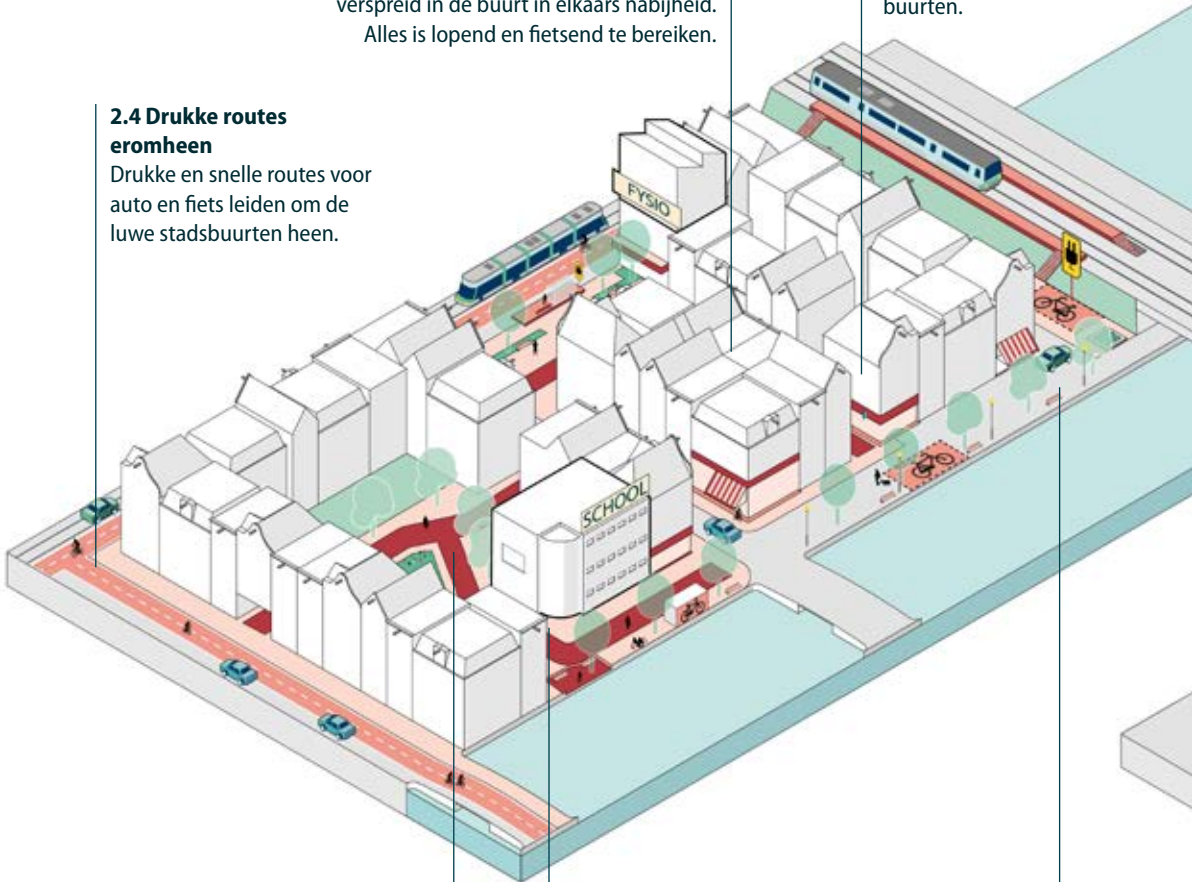 verspreid in de buurt in elkaars nabijheid.
Alles is lopend en fietsend te bereiken.
buurten.
2.4 Drukke routes
eromheen
Drukke en snelle routes voor
auto en fiets leiden om de
luwe stadsbuurten heen.
FYSIO
SCHOOL